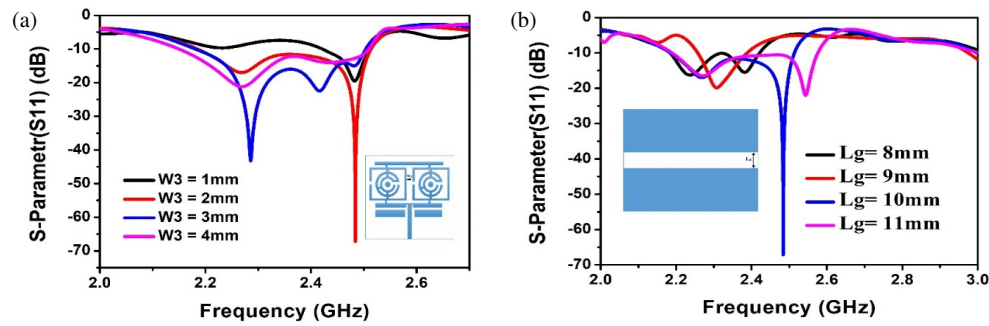 (a)
S-Parametr(S11) (dB)
0
-10
-20
-30
-40
-50
-60
-70
W3 = 1mm
W3 = 2mm
W3 = 3mm
W3 = 4mm
2.0
2.2
2.4
2.6
Frequency (GHz)
(b)
S-Parameter(S11) (dB)
10
0
-10
-20
-30
-40
-50
-60
-70
Lg= 8mm
Lg= 9mm
Lg= 10mm
Lg= 11mm
2.0
2.2
2.4
2.6
2.8
3.0
Frequency (GHz)